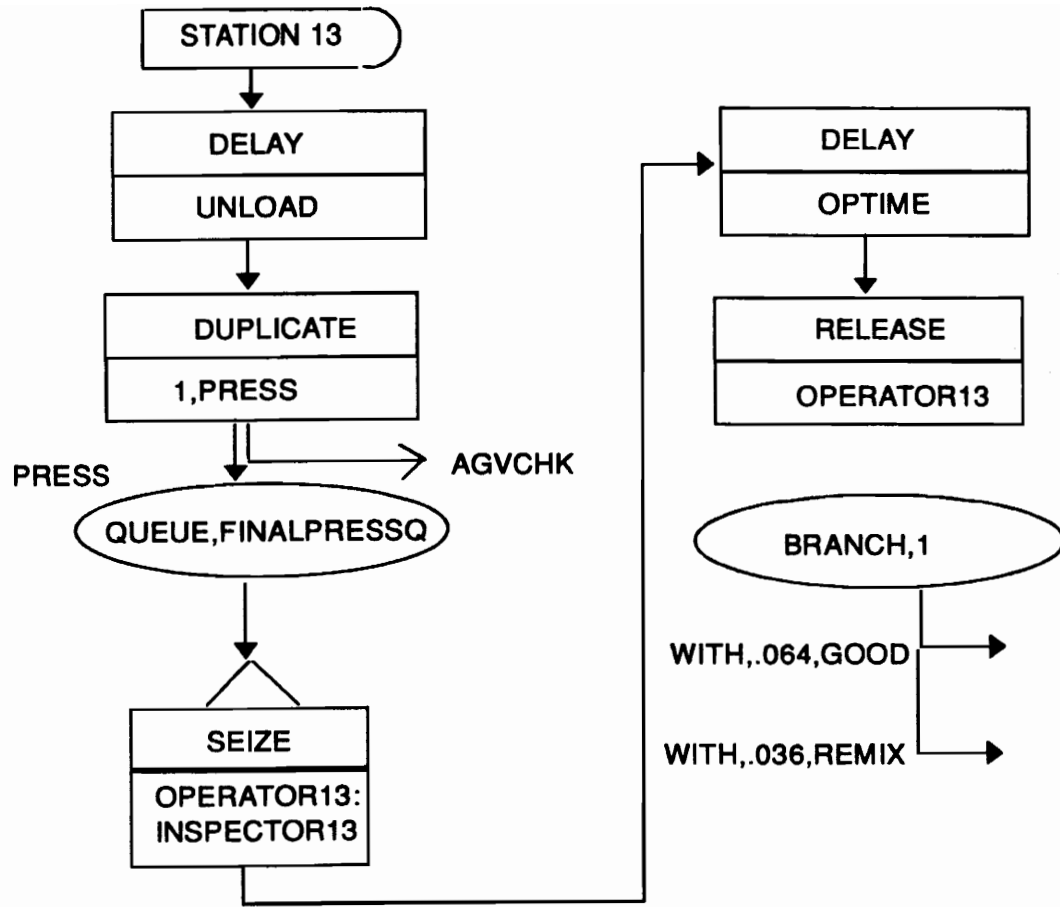 STATION 13
DELAY
UNLOAD
DUPLICATE
1,PRESS
PRESS
AGVCHK
QUEUE,FINALPRESSQ
SEIZE
OPERATOR13:
INSPECTOR13
DELAY
OPTIME
RELEASE
OPERATOR13
BRANCH,1
WITH,.064,GOOD
WITH,.036,REMIX